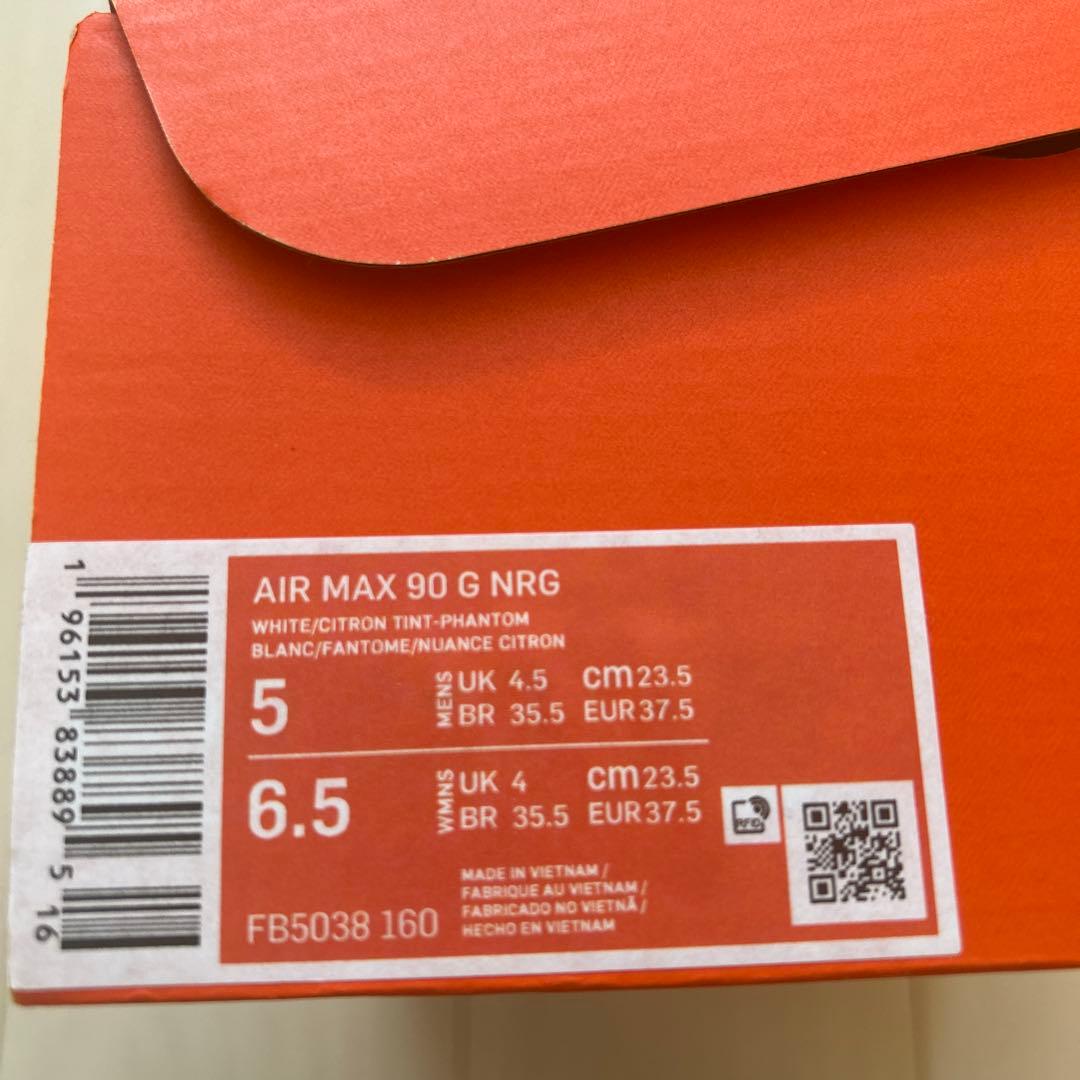 AIR MAX 90 G NRG
WHITE/CITRON TINT-PHANTOM
BLANC/FANTOME/NUANCE CITRON
5 MENS UK 4.5 cm 23.5
BR 35.5 EUR 37.5
6.5 WMNS UK 4 cm 23.5
BR 35.5 EUR 37.5
RFID
MADE IN VIETNAM /
FABRIQUE AU VIETNAM /
FABRICADO NO VIETNÃ /
HECHO EN VIETNAM
FB5038 160
1 96153 83889 5 16